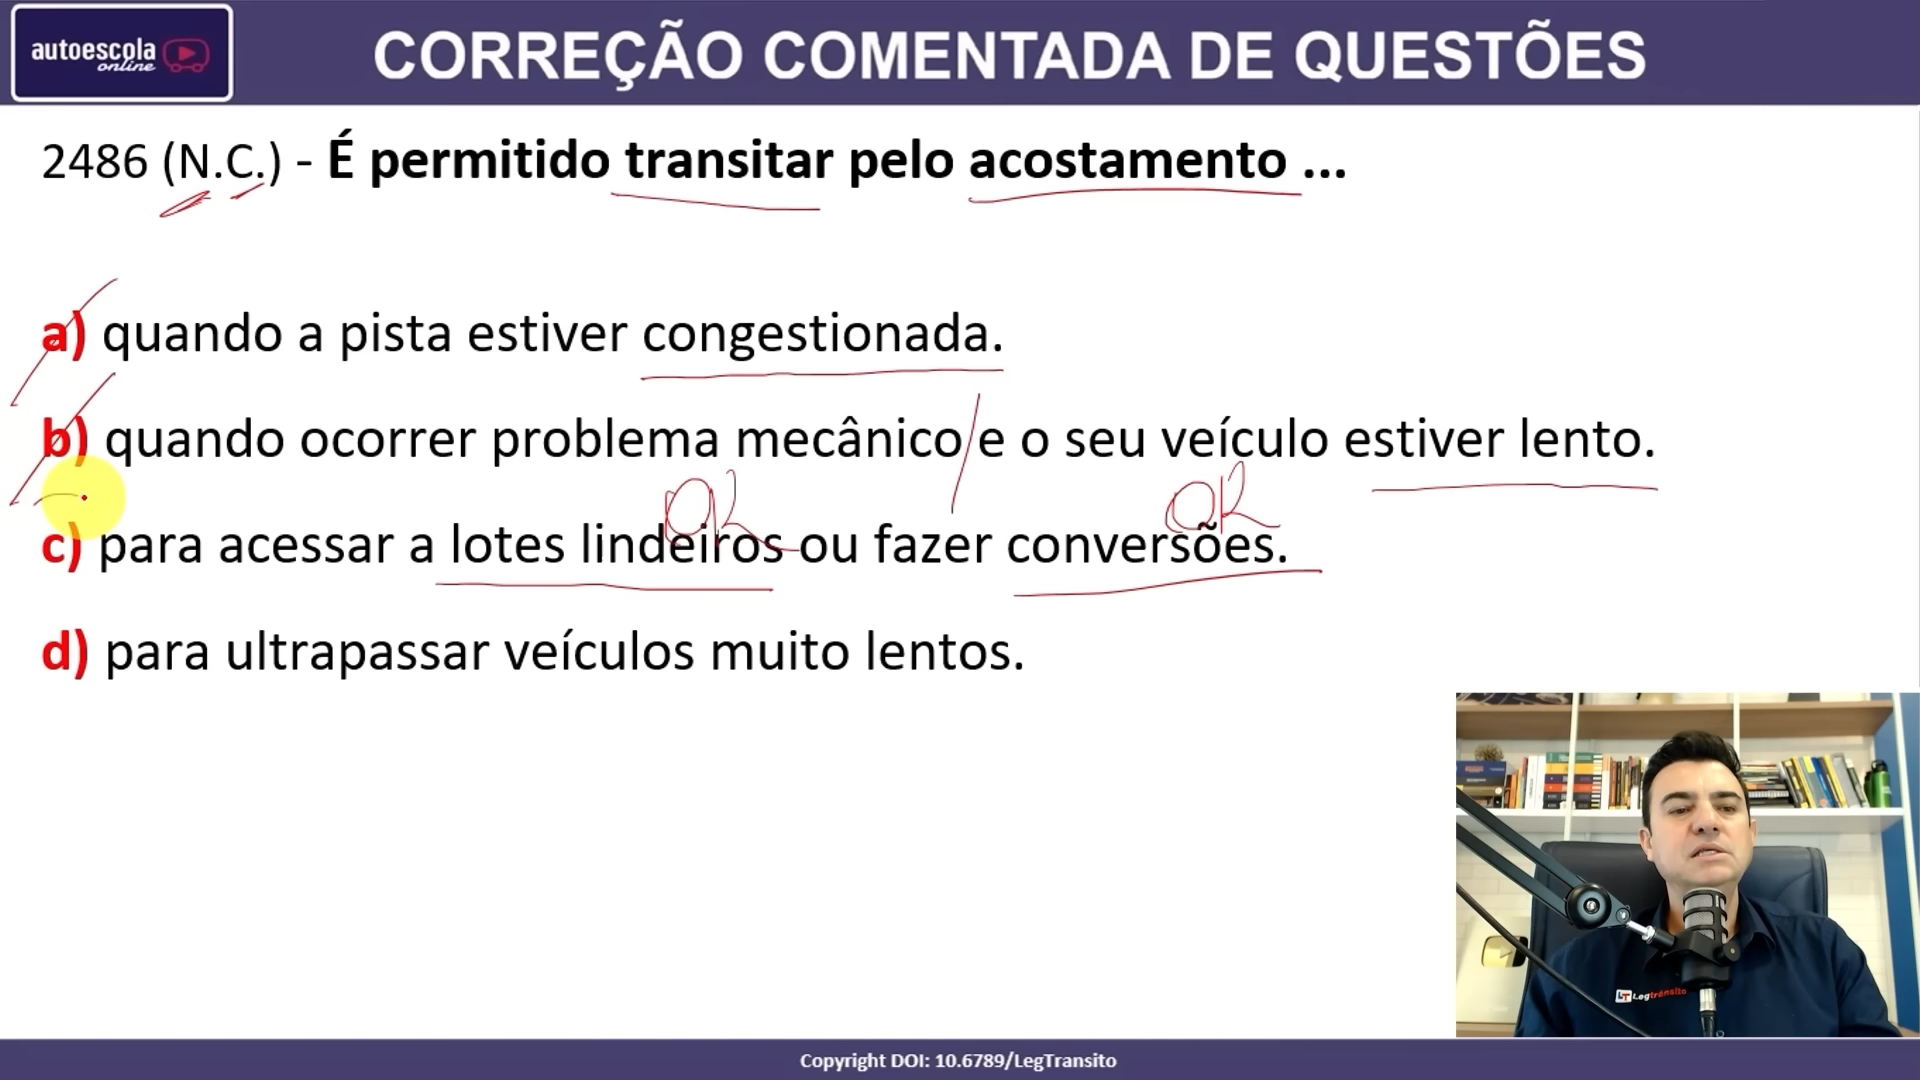 autoescola
online
CORREÇÃO COMENTADA DE QUESTÕES
2486 (N.C.) - É permitido transitar pelo acostamento ...
a) quando a pista estiver congestionada.
b) quando ocorrer problema mecânico e o seu veículo estiver lento.
OK OK
c) para acessar a lotes lindeiros ou fazer conversões.
d) para ultrapassar veículos muito lentos.
LT Legtrânsito
Copyright DOI: 10.6789/LegTransito